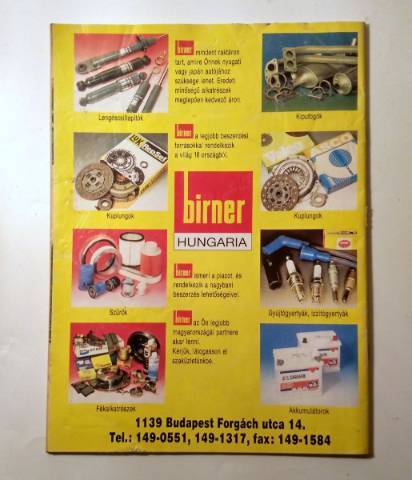 birner mindent raktáron
tart, amire Önnek nyugati
vagy japán autójához
szüksége lehet. Eredeti
minőségű alkatrészek
meglepően kedvező áron.
Lengéscsillapítók
Kipufogók
birner a legjobb beszerzési
forrásokkal rendelkezik
a világ 18 országból.
Kuplungok
Kuplungok
birner
HUNGARIA
birner ismeri a piacot, és
rendelkezik a nagybani
beszerzés lehetőségeivel.
Szűrők
Gyújtógyertyák, izzítógyertyák
birner az Ön legjobb
magyarországi partnere
akar lenni.
Kérjük, látogasson el
szaküzletünkbe.
Fékalkatrészek
Akkumulátorok
1139 Budapest Forgách utca 14.
Tel.: 149-0551, 149-1317, fax: 149-1584